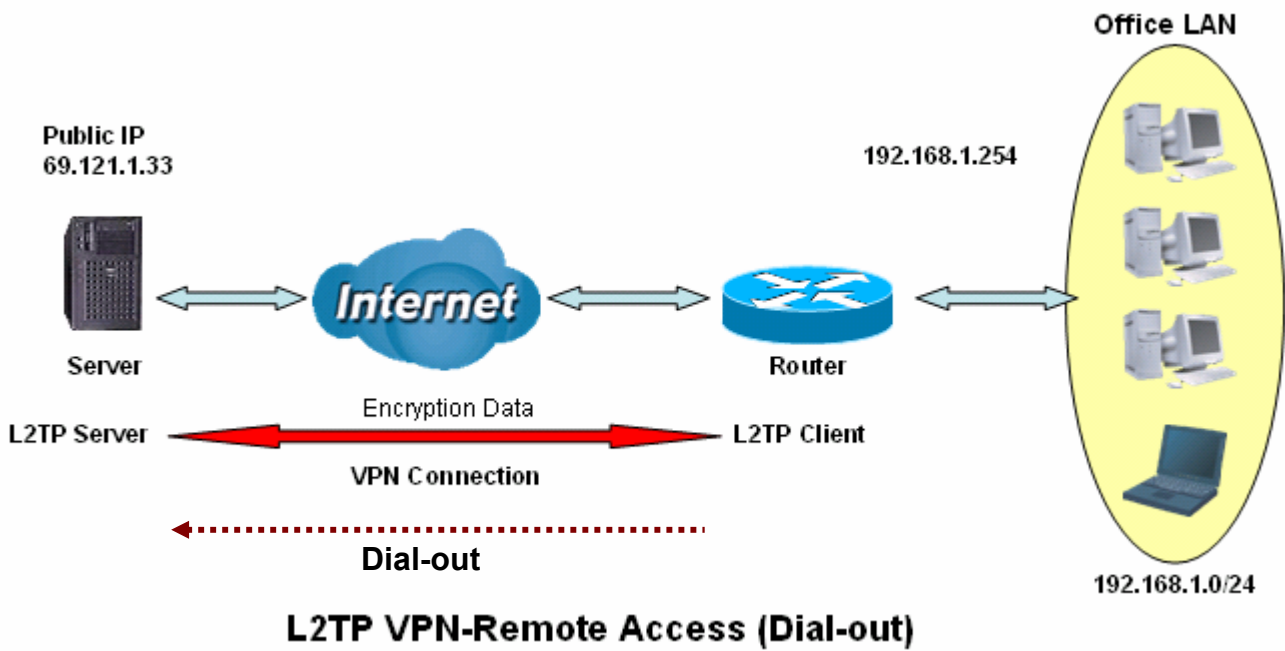 Office LAN
Public IP
69.121.1.33
192.168.1.254
Internet
Server
Router
Encryption Data
L2TP Server
L2TP Client
VPN Connection
Dial-out
192.168.1.0/24
L2TP VPN-Remote Access (Dial-out)